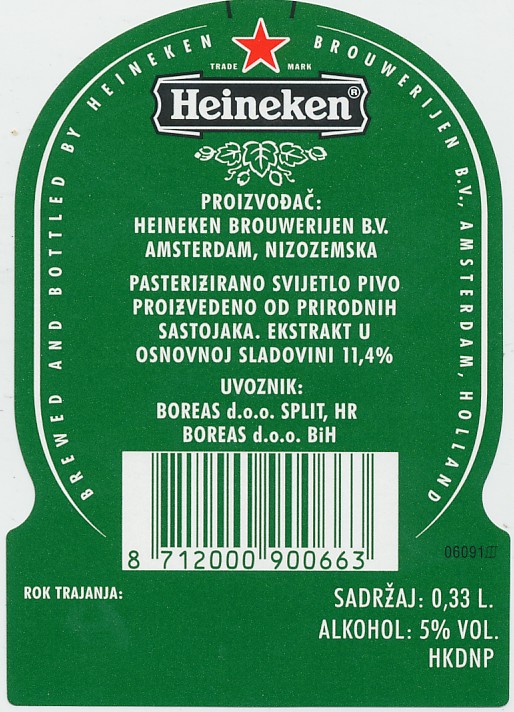 BREWED AND BOTTLED BY HEINEKEN BROUWERIJEN B.V., AMSTERDAM, HOLLAND
TRADE MARK
Heineken®
PROIZVOĐAČ:
HEINEKEN BROUWERIJEN B.V.
AMSTERDAM, NIZOZEMSKA
PASTERIZIRANO SVIJETLO PIVO
PROIZVEDENO OD PRIRODNIH
SASTOJAKA. EKSTRAKT U
OSNOVNOJ SLADOVINI 11,4%
UVOZNIK:
BOREAS d.o.o. SPLIT, HR
BOREAS d.o.o. BiH
8 712000 900663
06091
ROK TRAJANJA:
SADRŽAJ: 0,33 L.
ALKOHOL: 5% VOL.
HKDNP